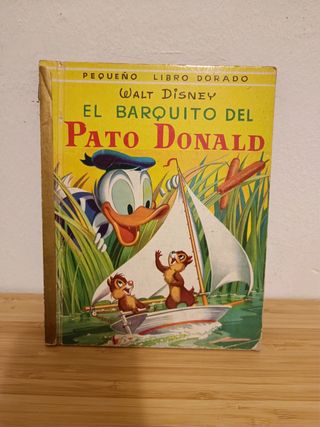 PEQUEÑO LIBRO DORADO
WALT DISNEY
EL BARQUITO DEL
PATO DONALD